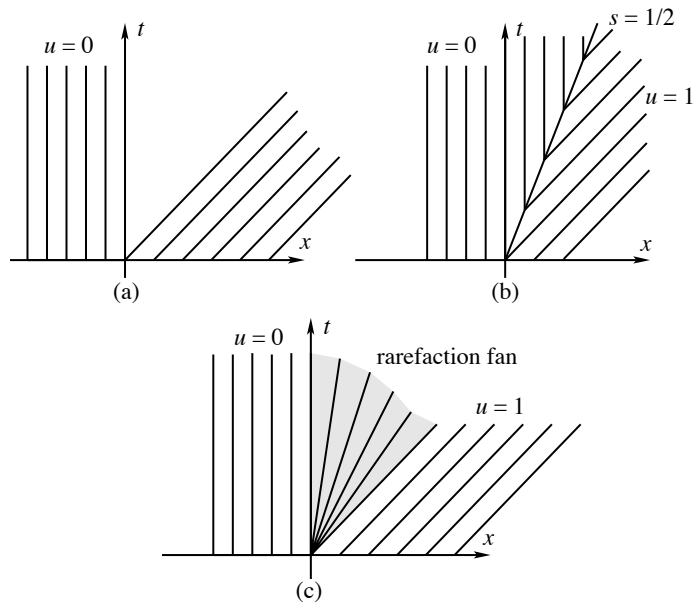 t
u = 0
x
(a)
t
s = 1/2
u = 0
u = 1
x
(b)
t
u = 0
rarefaction fan
u = 1
x
(c)